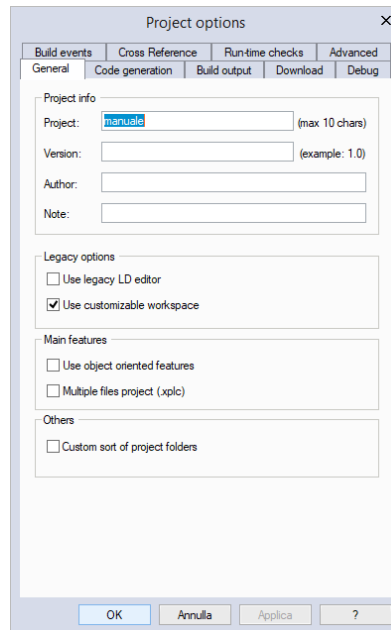 Project options
Build events Cross Reference Run-time checks Advanced
General Code generation Build output Download Debug
Project info
Project: manuale (max 10 chars)
Version: (example: 1.0)
Author:
Note:
Legacy options
Use legacy LD editor
Use customizable workspace
Main features
Use object oriented features
Multiple files project (.xplc)
Others
Custom sort of project folders
OK Annulla Applica ?